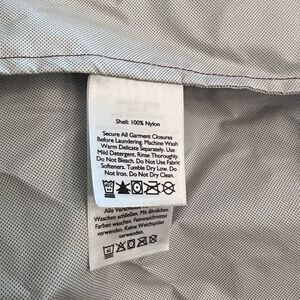 Shell: 100% Nylon
Secure All Garment Closures
Before Laundering. Machine Wash
Warm Delicate Separately. Use
Mild Detergent. Rinse Thoroughly.
Do Not Bleach. Do Not Use Fabric
Softeners. Tumble Dry Low. Do
Not Iron. Do Not Dry Clean.
Alle
Waschen schließen. Mit ähnlichen
Farben waschen. Feinwaschmittel
verwenden. Keine Weichspüler
verwenden.